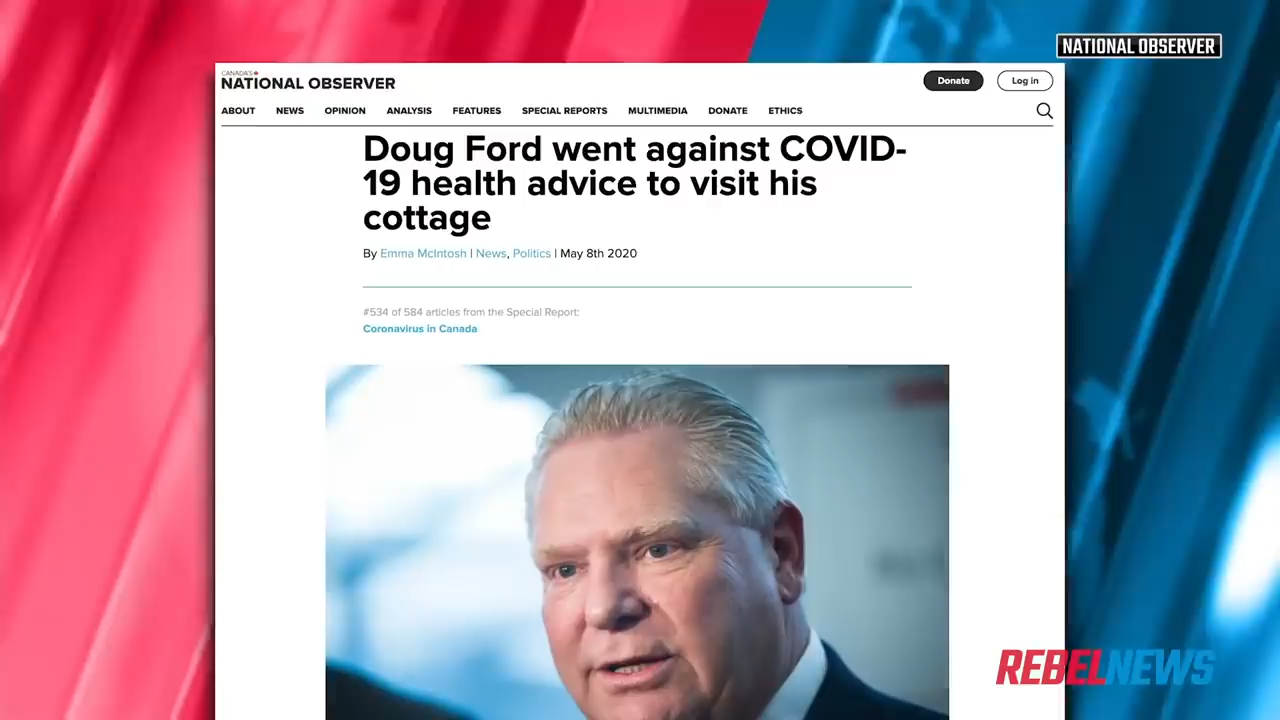 NATIONAL OBSERVER
CANADA'S
NATIONAL OBSERVER
Donate
Log in
ABOUT NEWS OPINION ANALYSIS FEATURES SPECIAL REPORTS MULTIMEDIA DONATE ETHICS
Doug Ford went against COVID-
19 health advice to visit his
cottage
By Emma McIntosh | News, Politics | May 8th 2020
#534 of 584 articles from the Special Report:
Coronavirus in Canada
REBELNEWS